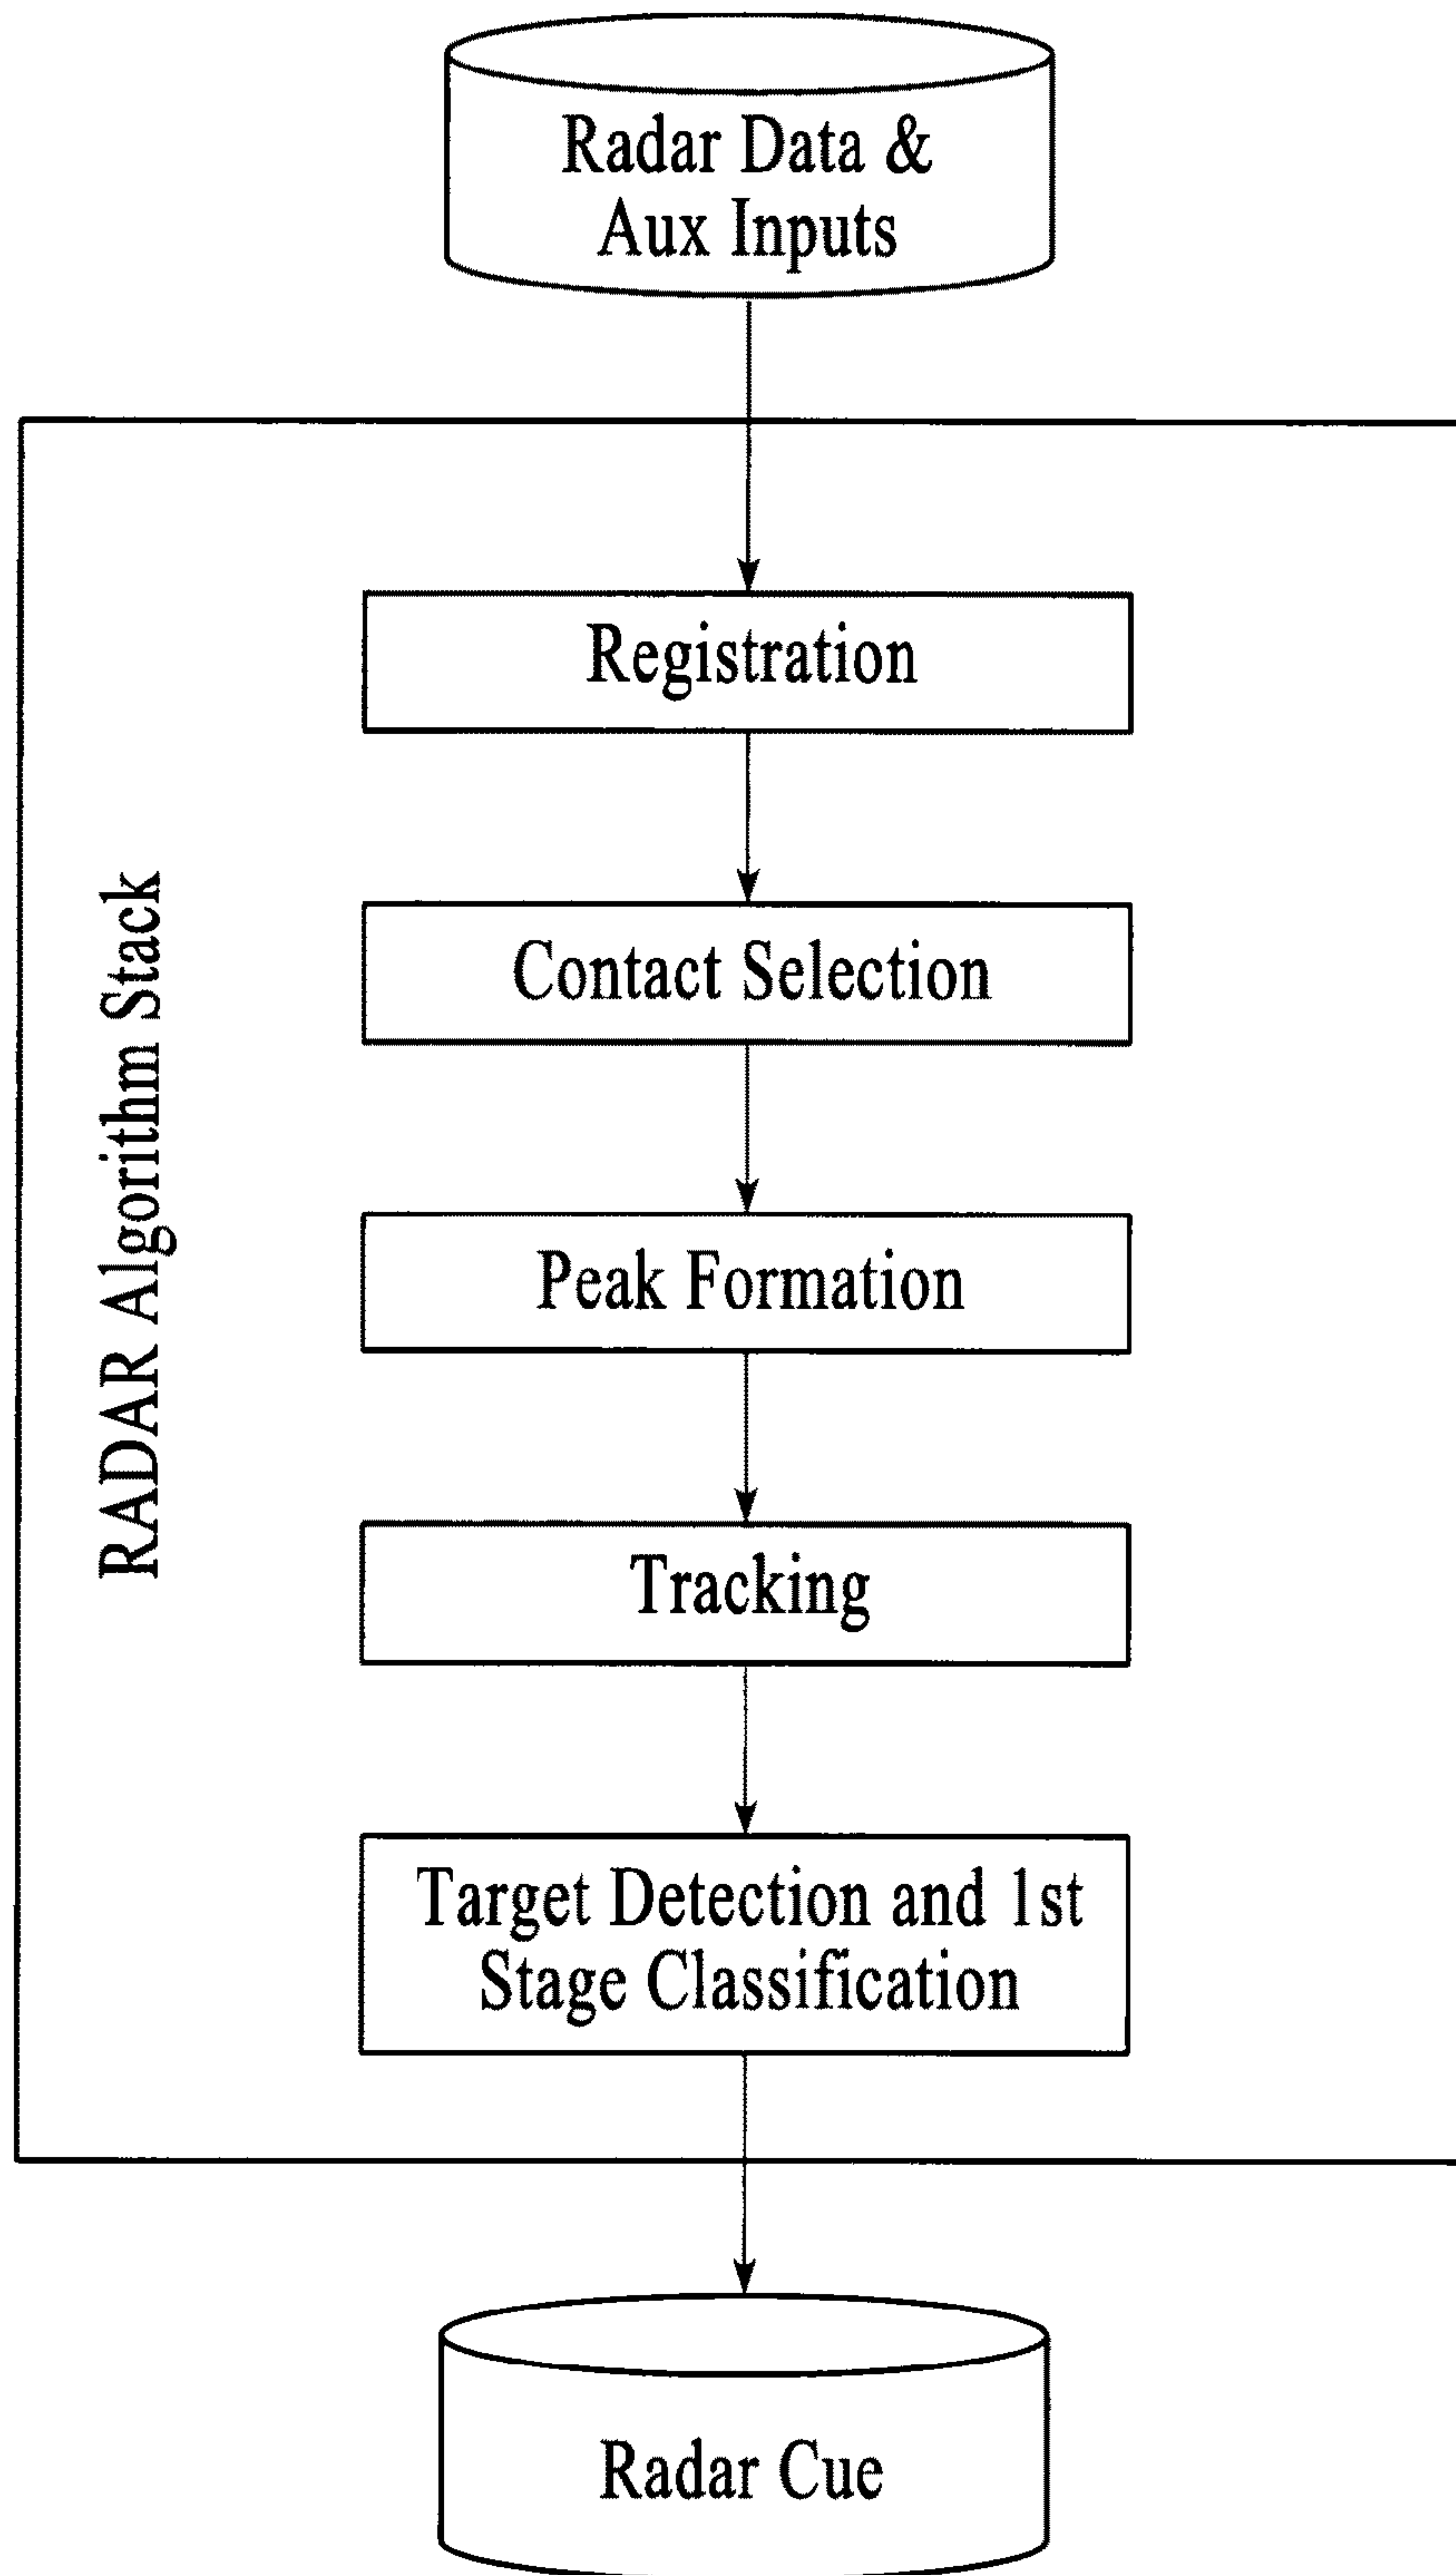 Radar Data &
Aux Inputs
RADAR Algorithm Stack
Registration
Contact Selection
Peak Formation
Tracking
Target Detection and 1st
Stage Classification
Radar Cue